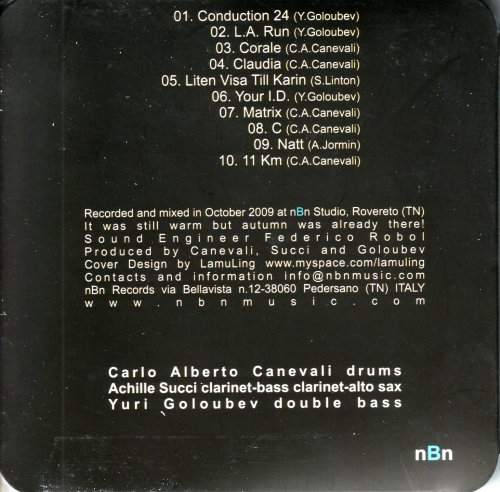 01. Conduction 24 (Y.Goloubev)
02. L.A. Run (Y.Goloubev)
03. Corale (C.A.Canevali)
04. Claudia (C.A.Canevali)
05. Liten Visa Till Karin (S.Linton)
06. Your I.D. (Y.Goloubev)
07. Matrix (C.A.Canevali)
08. C (C.A.Canevali)
09. Natt (A.Jormin)
10. 11 Km (C.A.Canevali)
Recorded and mixed in October 2009 at nBn Studio, Rovereto (TN)
It was still warm but autumn was already there!
Sound Engineer Federico Robol
Produced by Canevali, Succi and Goloubev
Cover Design by LamuLing www.myspace.com/lamuling
Contacts and information info@nbnmusic.com
nBn Records via Bellavista n.12-38060 Pedersano (TN) ITALY
www.nbnmusic.com
Carlo Alberto Canevali drums
Achille Succi clarinet-bass clarinet-alto sax
Yuri Goloubev double bass
nBn